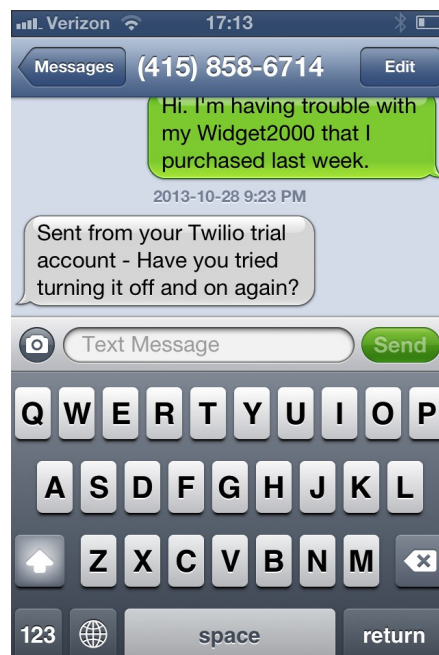 Verizon 17:13
Messages (415) 858-6714 Edit
Hi. I'm having trouble with
my Widget2000 that I
purchased last week.
2013-10-28 9:23 PM
Sent from your Twilio trial
account - Have you tried
turning it off and on again?
Text Message Send
Q W E R T Y U I O P
A S D F G H J K L
Z X C V B N M
123 space return